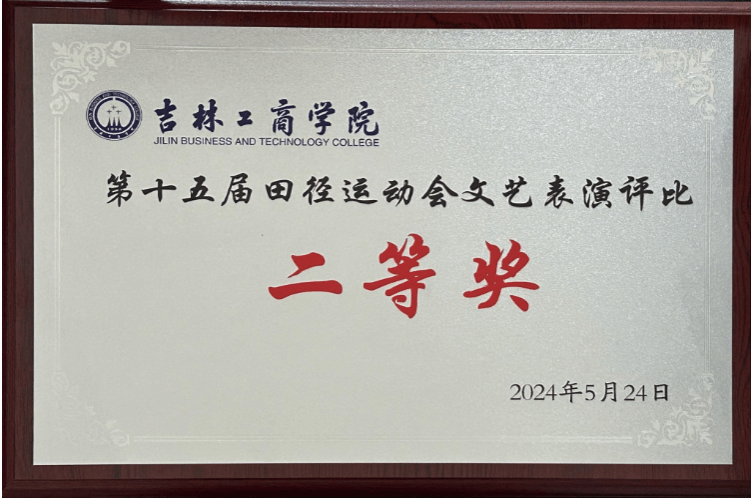 吉林工商学院
JILIN BUSINESS AND TECHNOLOGY COLLEGE
第十五届田径运动会文艺表演评比
二等奖
2024年5月24日